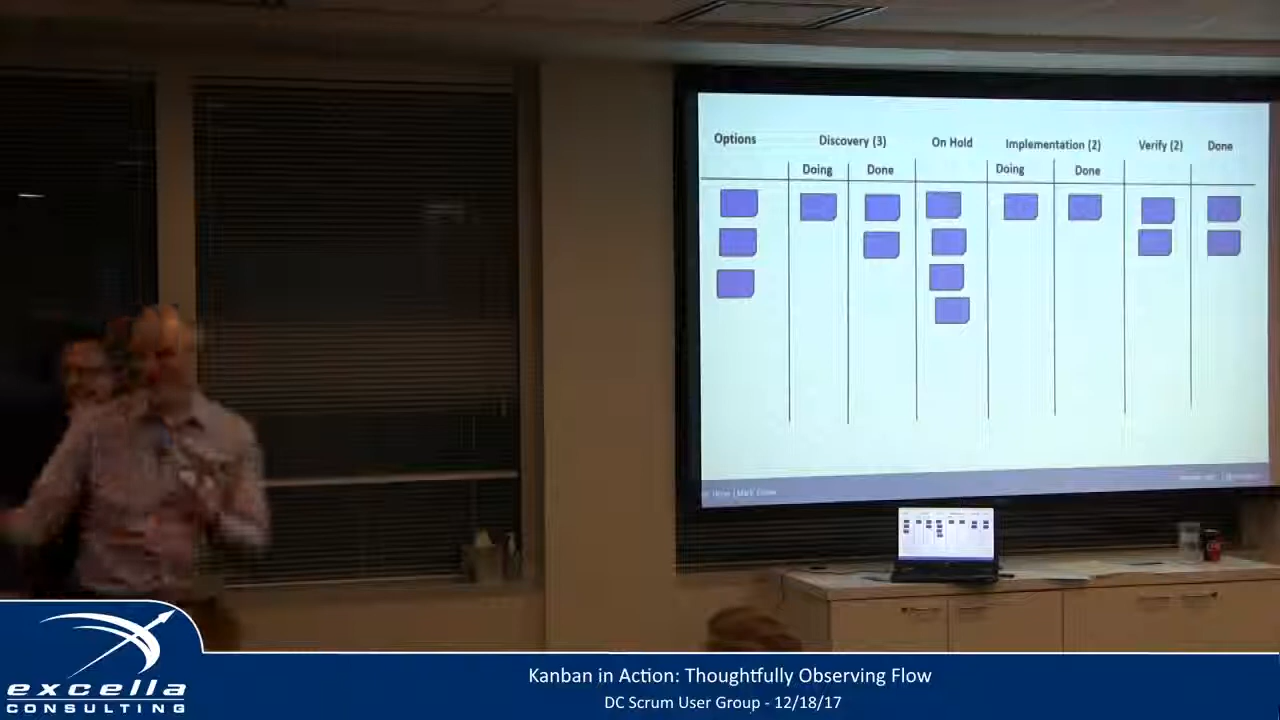 Options
Discovery (3)
On Hold
Implementation (2)
Verify (2)
Done
Doing
Done
Doing
Done
excella
CONSULTING
Kanban in Action: Thoughtfully Observing Flow
DC Scrum User Group - 12/18/17